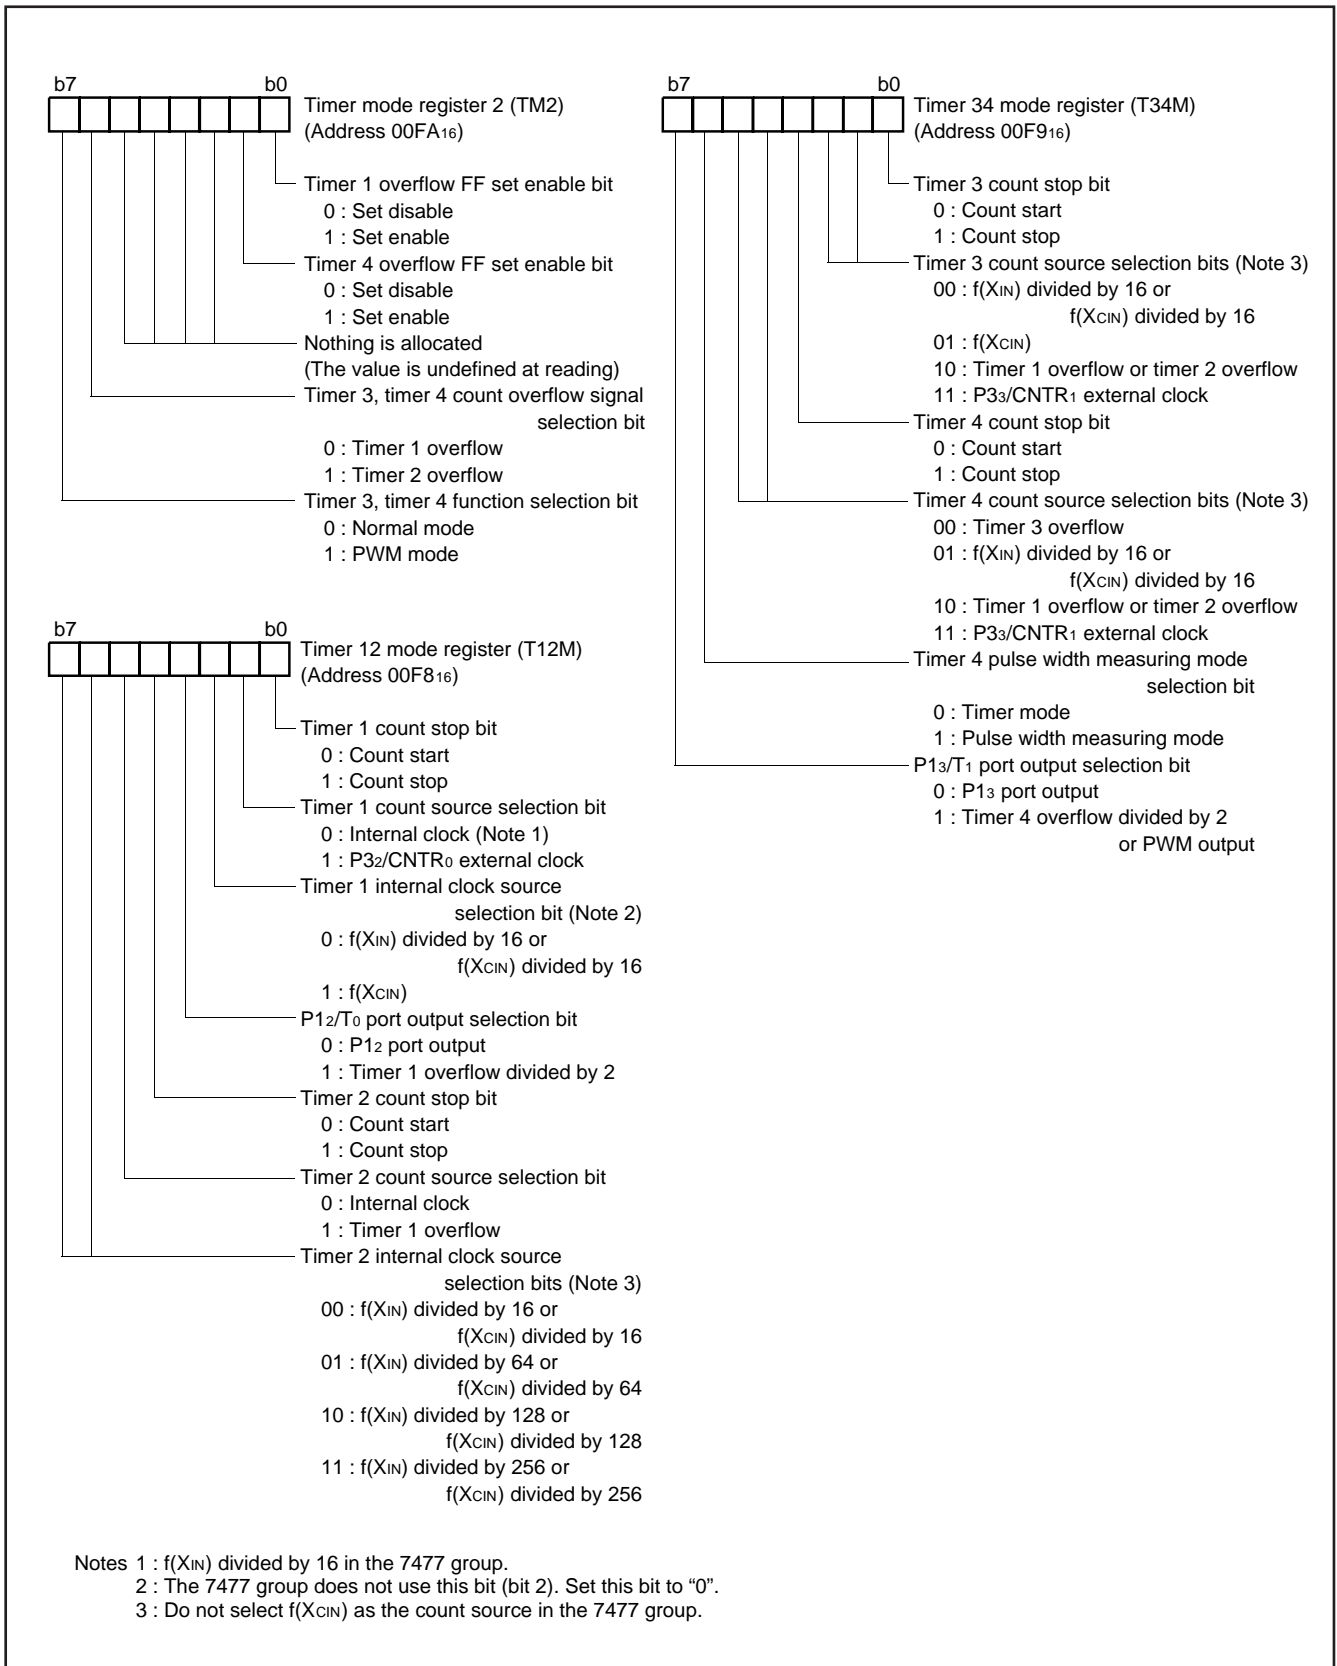 b7 b0
Timer mode register 2 (TM2)
(Address 00FA16)
Timer 1 overflow FF set enable bit
0 : Set disable
1 : Set enable
Timer 4 overflow FF set enable bit
0 : Set disable
1 : Set enable
Nothing is allocated
(The value is undefined at reading)
Timer 3, timer 4 count overflow signal
selection bit
0 : Timer 1 overflow
1 : Timer 2 overflow
Timer 3, timer 4 function selection bit
0 : Normal mode
1 : PWM mode
b7 b0
Timer 12 mode register (T12M)
(Address 00F816)
Timer 1 count stop bit
0 : Count start
1 : Count stop
Timer 1 count source selection bit
0 : Internal clock (Note 1)
1 : P32/CNTR0 external clock
Timer 1 internal clock source
selection bit (Note 2)
0 : f(XIN) divided by 16 or
f(XCIN) divided by 16
1 : f(XCIN)
P12/T0 port output selection bit
0 : P12 port output
1 : Timer 1 overflow divided by 2
Timer 2 count stop bit
0 : Count start
1 : Count stop
Timer 2 count source selection bit
0 : Internal clock
1 : Timer 1 overflow
Timer 2 internal clock source
selection bits (Note 3)
00 : f(XIN) divided by 16 or
f(XCIN) divided by 16
01 : f(XIN) divided by 64 or
f(XCIN) divided by 64
10 : f(XIN) divided by 128 or
f(XCIN) divided by 128
11 : f(XIN) divided by 256 or
f(XCIN) divided by 256
b7 b0
Timer 34 mode register (T34M)
(Address 00F916)
Timer 3 count stop bit
0 : Count start
1 : Count stop
Timer 3 count source selection bits (Note 3)
00 : f(XIN) divided by 16 or
f(XCIN) divided by 16
01 : f(XCIN)
10 : Timer 1 overflow or timer 2 overflow
11 : P33/CNTR1 external clock
Timer 4 count stop bit
0 : Count start
1 : Count stop
Timer 4 count source selection bits (Note 3)
00 : Timer 3 overflow
01 : f(XIN) divided by 16 or
f(XCIN) divided by 16
10 : Timer 1 overflow or timer 2 overflow
11 : P33/CNTR1 external clock
Timer 4 pulse width measuring mode
selection bit
0 : Timer mode
1 : Pulse width measuring mode
P13/T1 port output selection bit
0 : P13 port output
1 : Timer 4 overflow divided by 2
or PWM output
Notes 1 : f(XIN) divided by 16 in the 7477 group.
2 : The 7477 group does not use this bit (bit 2). Set this bit to “0”.
3 : Do not select f(XCIN) as the count source in the 7477 group.